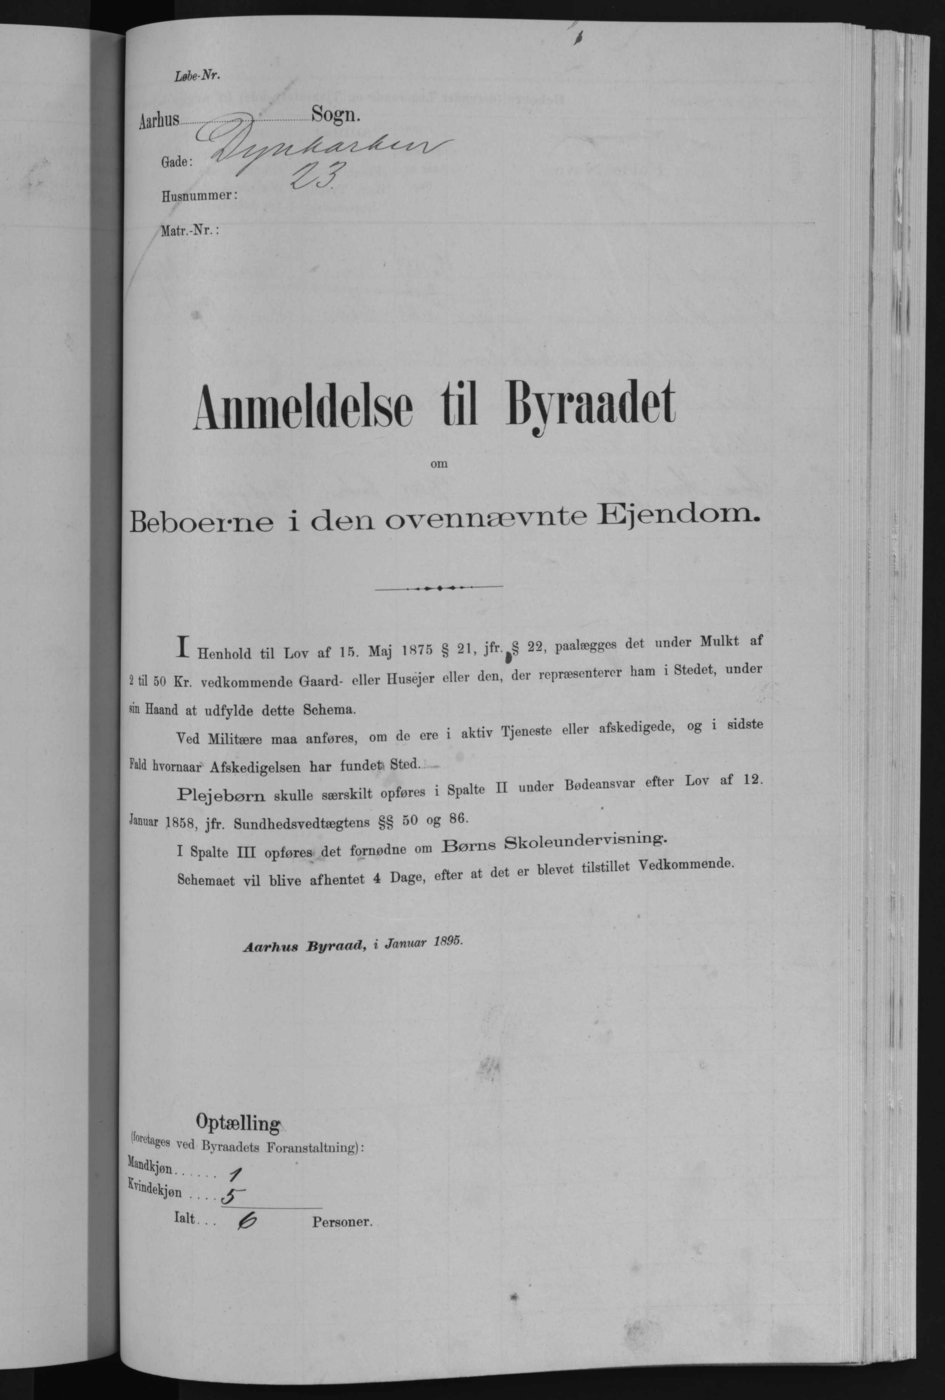 Løbe-Nr.
Aarhus Sogn.
Gade: Dynkarken
Husnummer: 23.
Matr.-Nr.:
Anmeldelse til Byraadet
om
Beboerne i den ovennævnte Ejendom.
I Henhold til Lov af 15. Maj 1875 § 21, jfr. § 22, paalægges det under Mulkt af
2 til 50 Kr. vedkommende Gaard- eller Husejer eller den, der repræsenterer ham i Stedet, under
sin Haand at udfylde dette Schema.
Ved Militære maa anføres, om de ere i aktiv Tjeneste eller afskedigede, og i sidste
Fald hvornaar Afskedigelsen har fundet Sted.
Plejebørn skulle særskilt opføres i Spalte II under Bødeansvar efter Lov af 12.
Januar 1858, jfr. Sundhedsvedtægtens §§ 50 og 86.
I Spalte III opføres det fornødne om Børns Skoleundervisning.
Schemaet vil blive afhentet 4 Dage, efter at det er blevet tilstillet Vedkommende.
Aarhus Byraad, i Januar 1895.
Optælling
(foretages ved Byraadets Foranstaltning):
Mandkjøn...... 1
Kvindekjøn .... 5
Ialt... 6 Personer.